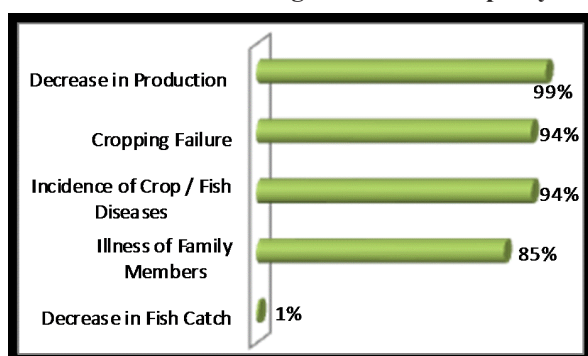 Decrease in Production
99%
Cropping Failure
94%
Incidence of Crop / Fish
Diseases
94%
Illness of Family
Members
85%
Decrease in Fish Catch
1%